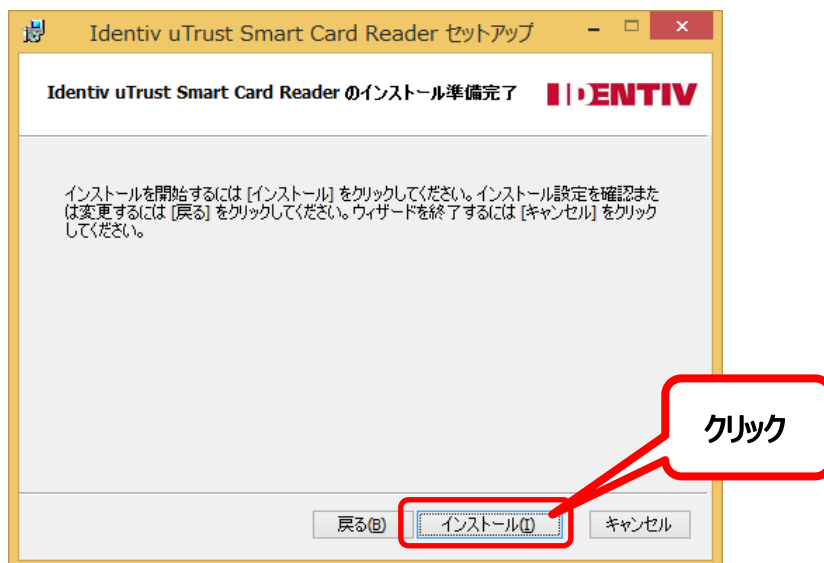 Identiv uTrust Smart Card Reader セットアップ
Identiv uTrust Smart Card Reader のインストール準備完了
IDENTIV
インストールを開始するには [インストール] をクリックしてください。インストール設定を確認また
は変更するには [戻る] をクリックしてください。ウィザードを終了するには [キャンセル] をクリック
してください。
クリック
戻る(B)
インストール(I)
キャンセル